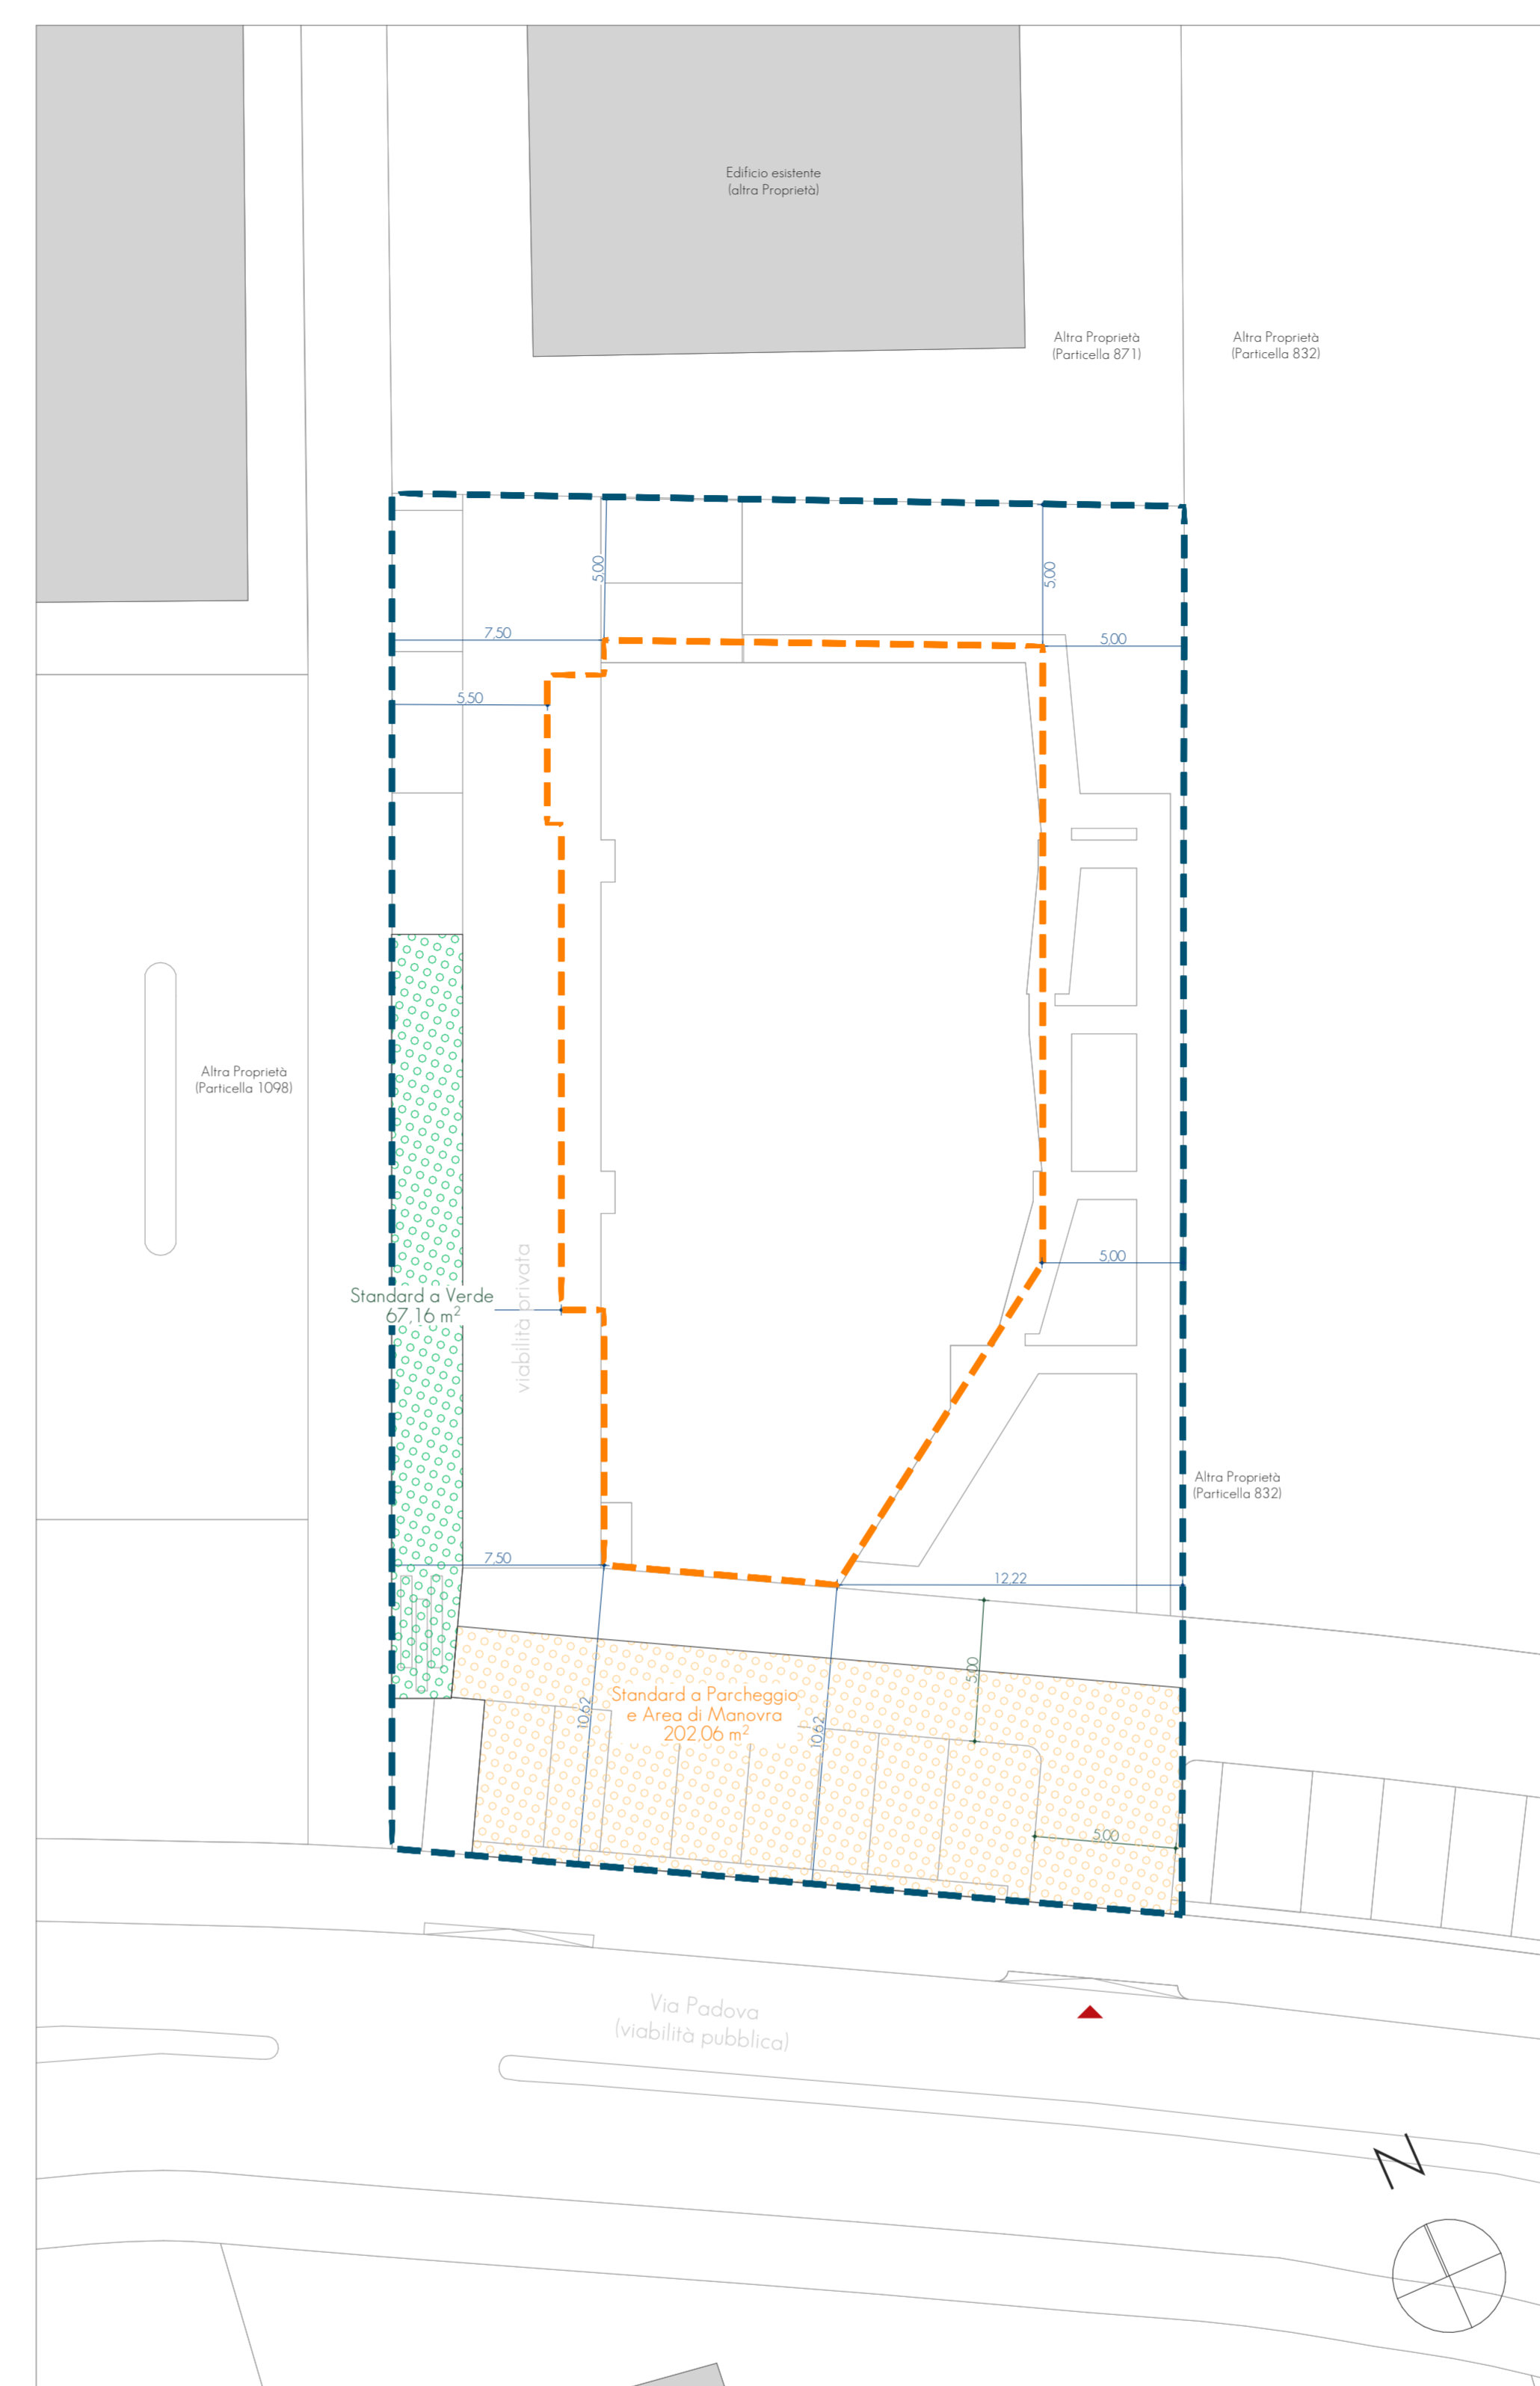 Edificio esistente
(altra Proprietà)
Altra Proprietà
(Particella 871)
Altra Proprietà
(Particella 832)
5,00
5,00
7,50
5,00
5,50
Altra Proprietà
(Particella 1098)
viabilità privata
5,00
Standard a Verde
67,16 m²
Altra Proprietà
(Particella 832)
7,50
12,22
5,00
Standard a Parcheggio
e Area di Manovra
202,06 m²
10,62
10,62
5,00
Via Padova
(viabilità pubblica)
N